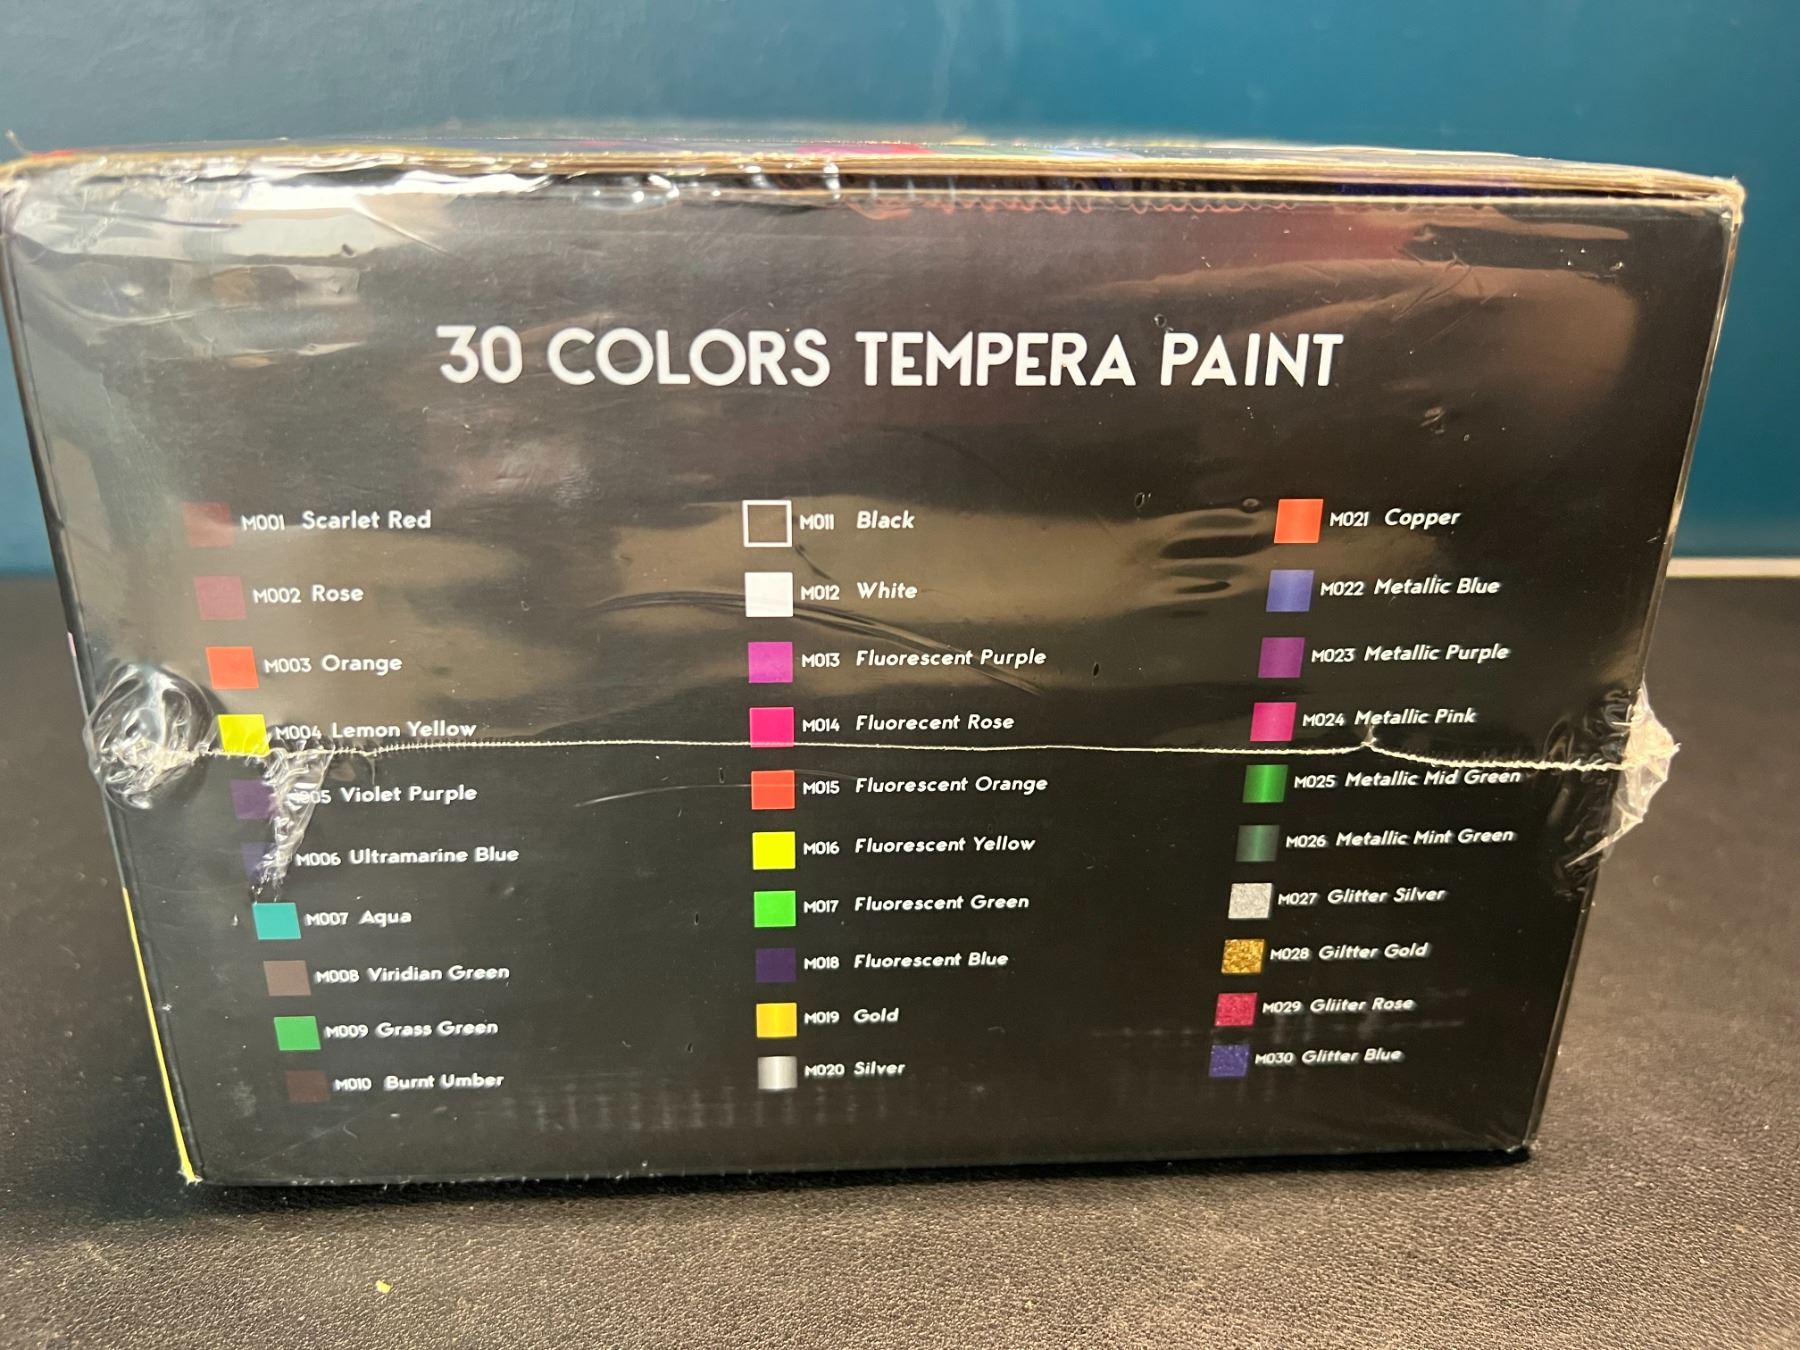 30 COLORS TEMPERA PAINT
M001 Scarlet Red
M002 Rose
M003 Orange
M004 Lemon Yellow
M005 Violet Purple
M006 Ultramarine Blue
M007 Aqua
M008 Viridian Green
M009 Grass Green
M010 Burnt Umber
M011 Black
M012 White
M013 Fluorescent Purple
M014 Fluorecent Rose
M015 Fluorescent Orange
M016 Fluorescent Yellow
M017 Fluorescent Green
M018 Fluorescent Blue
M019 Gold
M020 Silver
M021 Copper
M022 Metallic Blue
M023 Metallic Purple
M024 Metallic Pink
M025 Metallic Mid Green
M026 Metallic Mint Green
M027 Glitter Silver
M028 Giltter Gold
M029 Gliiter Rose
M030 Glitter Blue